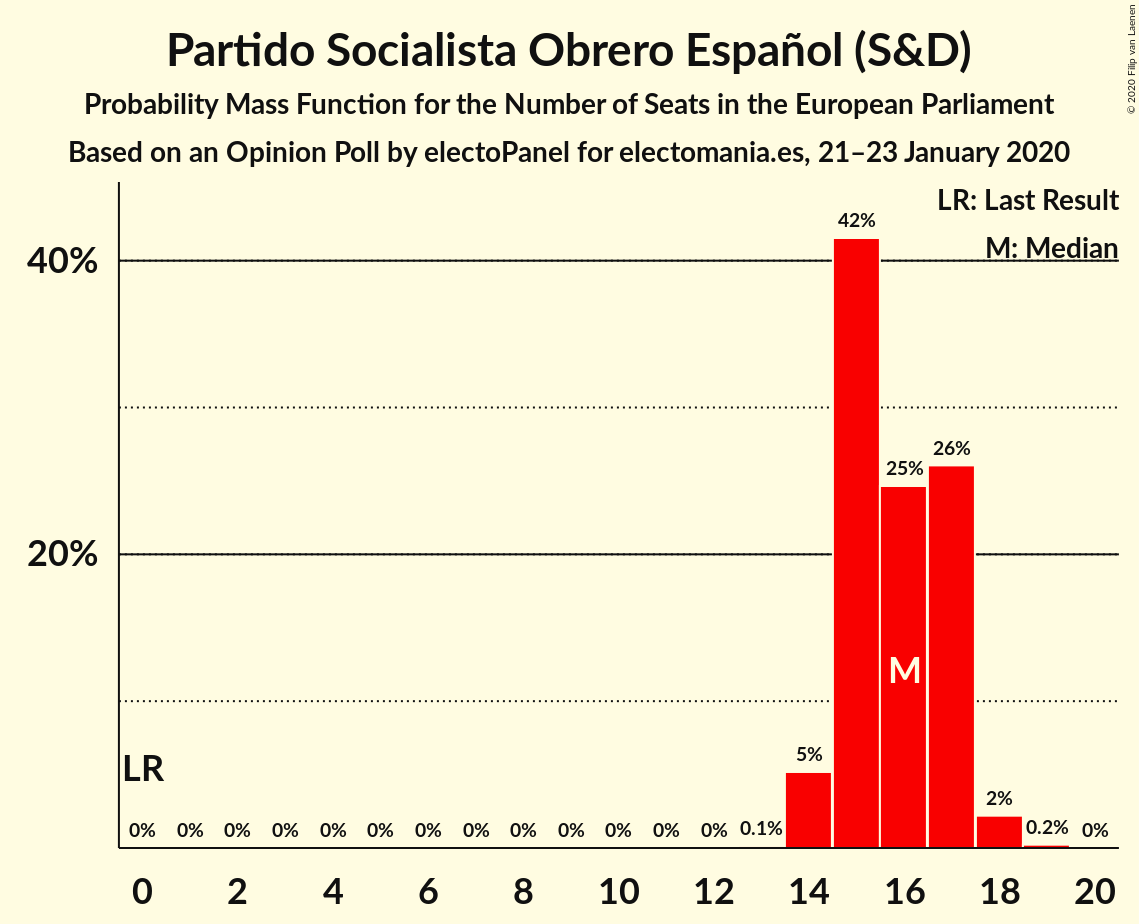 Partido Socialista Obrero Español (S&D)
Probability Mass Function for the Number of Seats in the European Parliament
Based on an Opinion Poll by electoPanel for electomania.es, 21–23 January 2020
© 2020 Filip van Laenen
LR: Last Result
M: Median
42%
40%
26%
25%
20%
M
5%
LR
2%
0% 0% 0% 0% 0% 0% 0% 0% 0% 0% 0% 0% 0% 0.1% 0.2% 0%
0 2 4 6 8 10 12 14 16 18 20